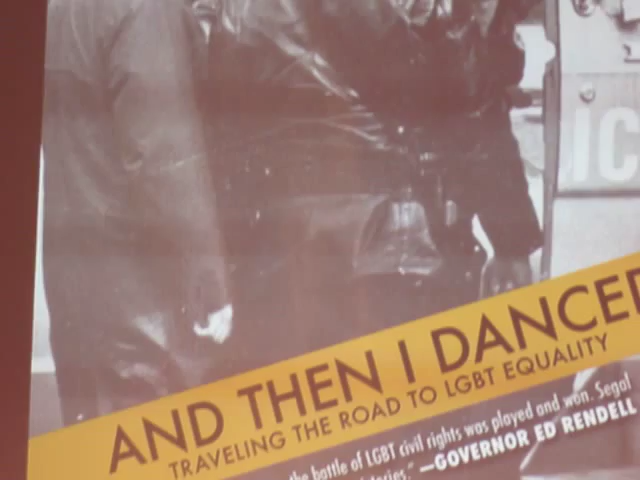 IC
AND THEN I DANCED
TRAVELING THE ROAD TO LGBT EQUALITY
the battle of LGBT civil rights was played and won. Segal
" —GOVERNOR ED RENDELL